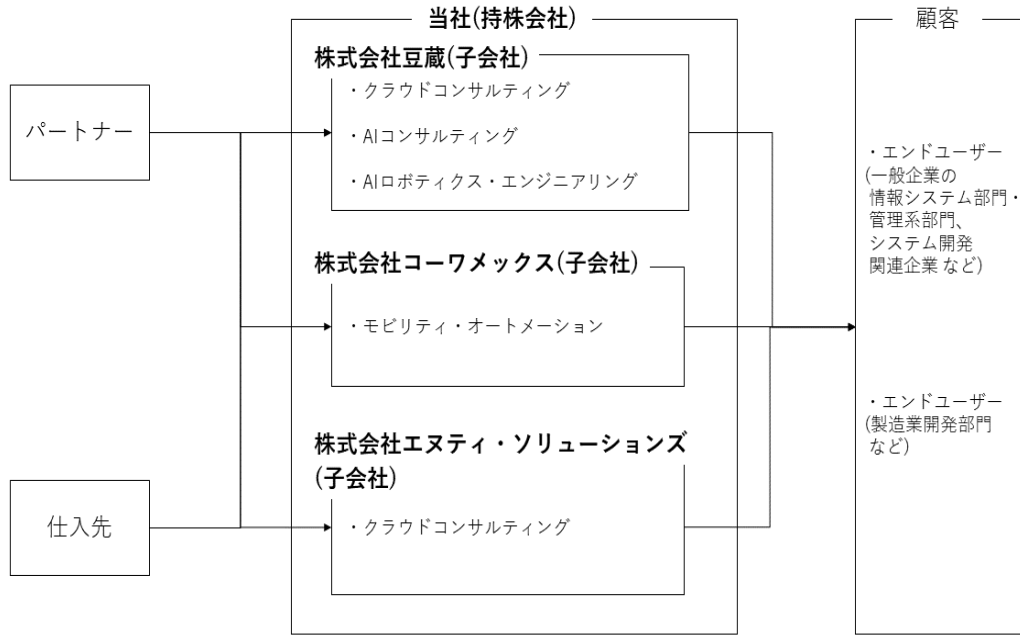 当社(持株会社)
顧客
株式会社豆蔵(子会社)
・クラウドコンサルティング
・AIコンサルティング
・AIロボティクス・エンジニアリング
パートナー
株式会社コーワメックス(子会社)
・モビリティ・オートメーション
株式会社エヌティ・ソリューションズ
(子会社)
・クラウドコンサルティング
仕入先
・エンドユーザー
(一般企業の
情報システム部門・
管理系部門、
システム開発
関連企業 など)
・エンドユーザー
(製造業開発部門
など)